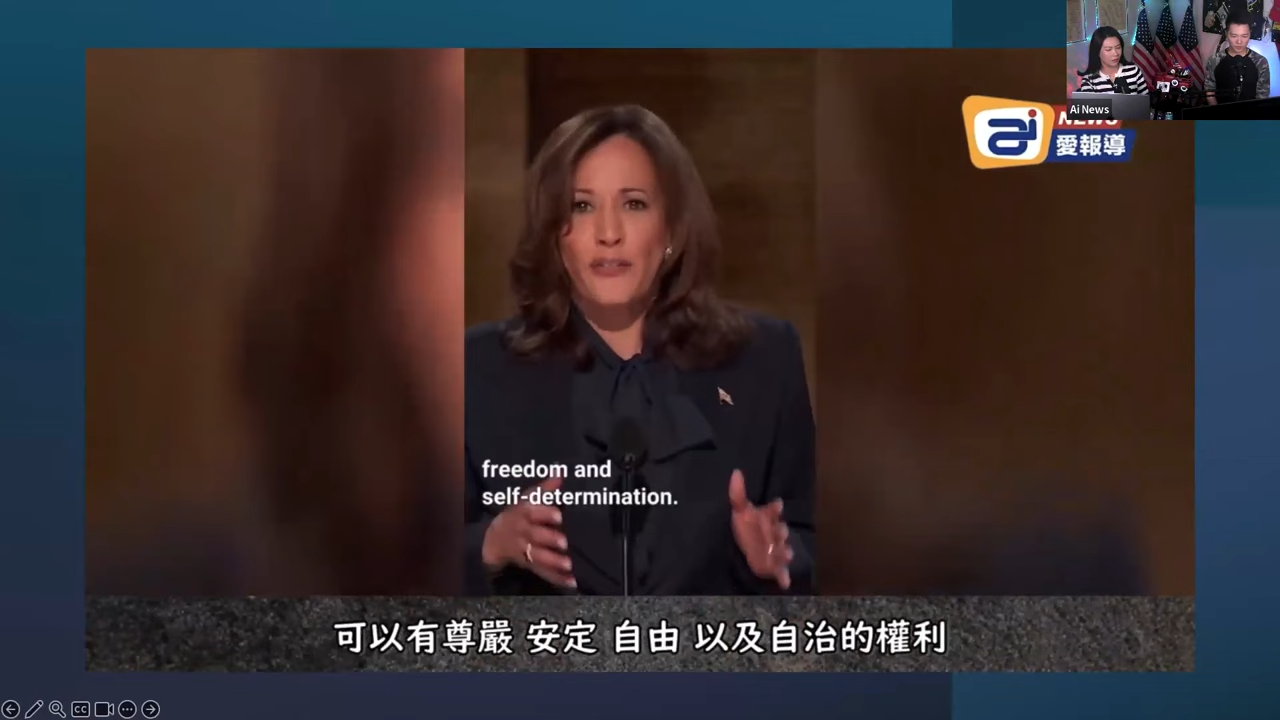 Ai News
NEWS
愛報導
freedom and
self-determination.
可以有尊嚴 安定 自由 以及自治的權利